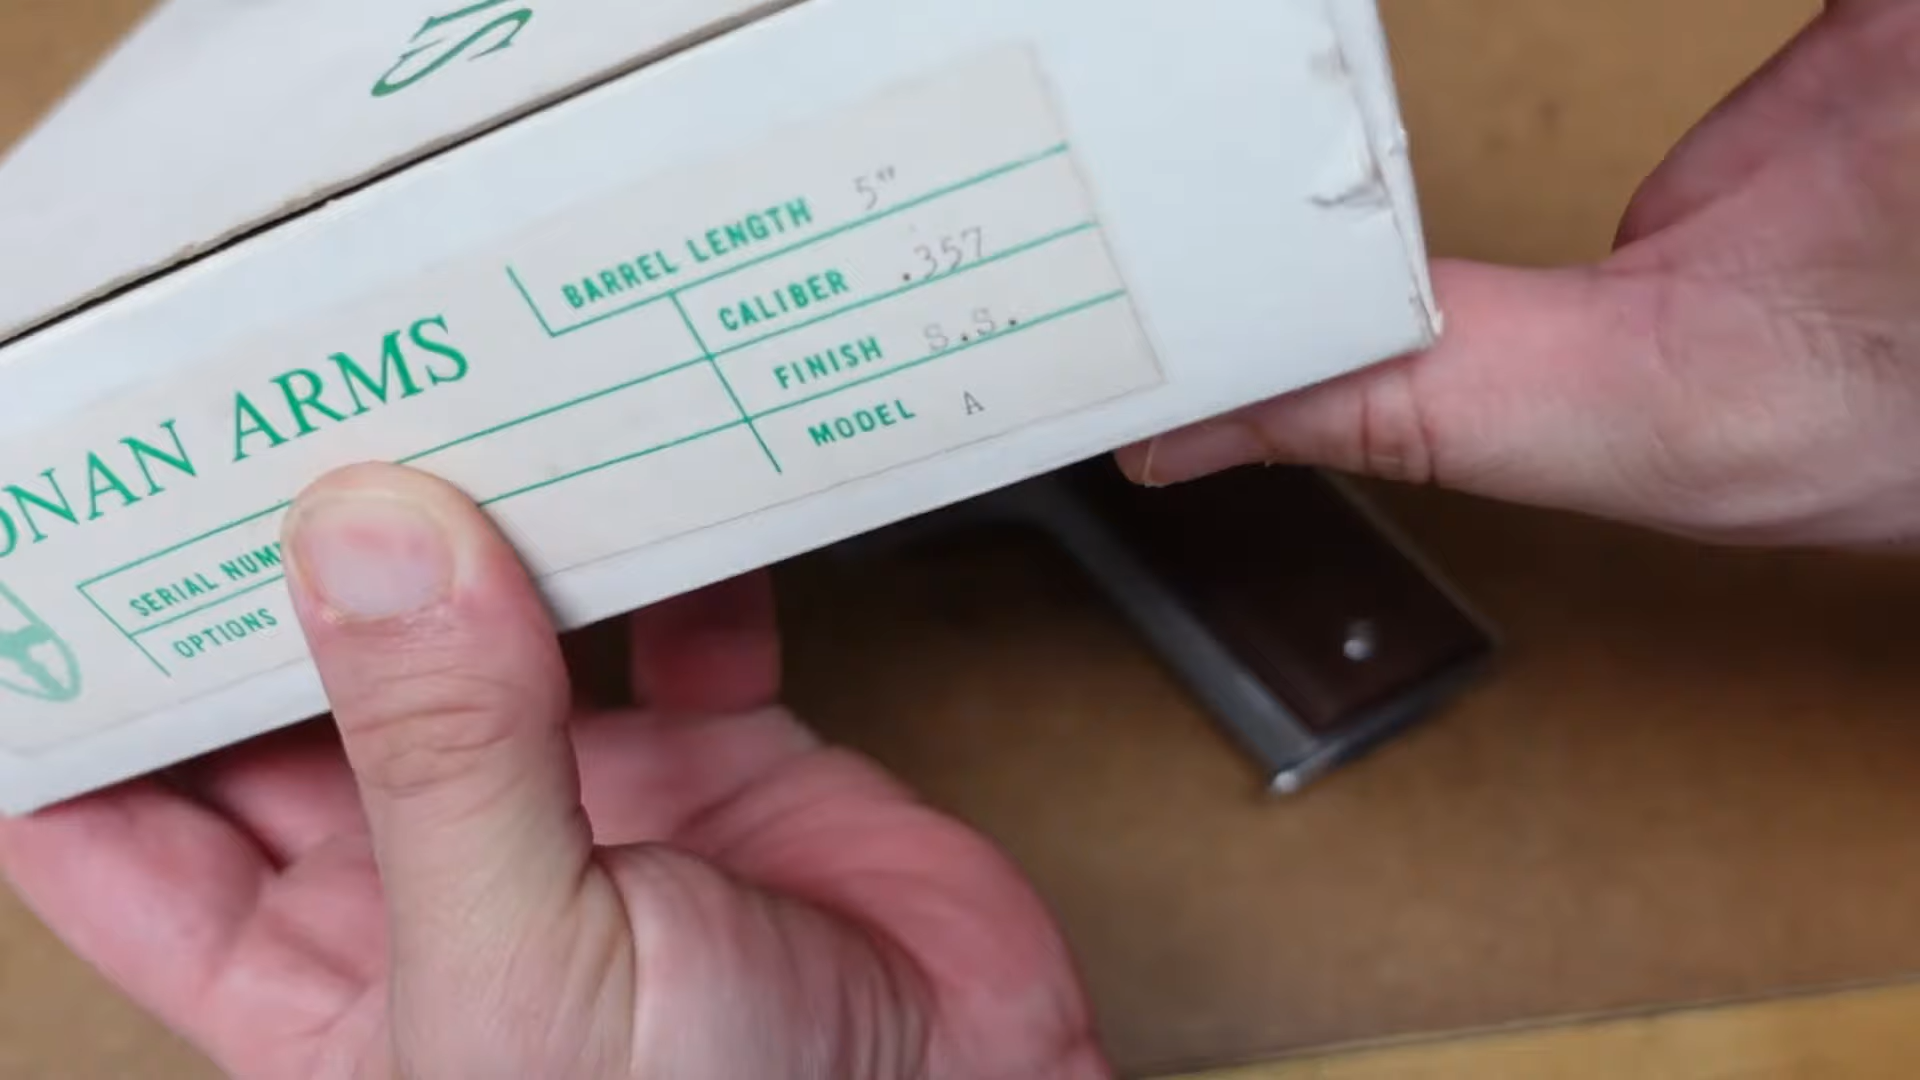 ONAN ARMS
BARREL LENGTH 5"
CALIBER .357
FINISH S.S.
MODEL A
SERIAL NUM
OPTIONS